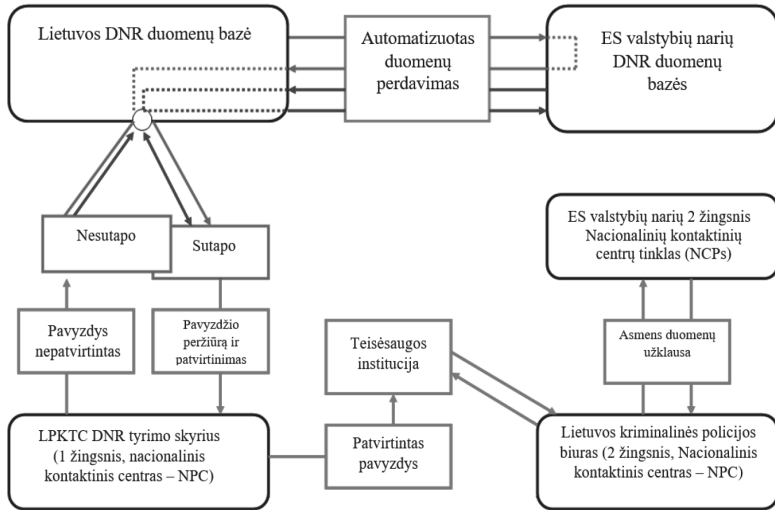 Lietuvos DNR duomenų bazė
Automatizuotas
duomenų
perdavimas
ES valstybių narių
DNR duomenų
bazės
Nesutapo
Sutapo
ES valstybių narių 2 žingsnis
Nacionalinių kontaktinių
centrų tinklas (NCPs)
Pavyzdys
nepatvirtintas
Pavyzdžio
peržiūrą ir
patvirtinimas
Teisėsaugos
institucija
Asmens duomenų
užklausa
LPKTC DNR tyrimo skyrius
(1 žingsnis, nacionalinis
kontaktinis centras – NPC)
Patvirtintas
pavyzdys
Lietuvos kriminalinės policijos
biuras (2 žingsnis, Nacionalinis
kontaktinis centras – NPC)